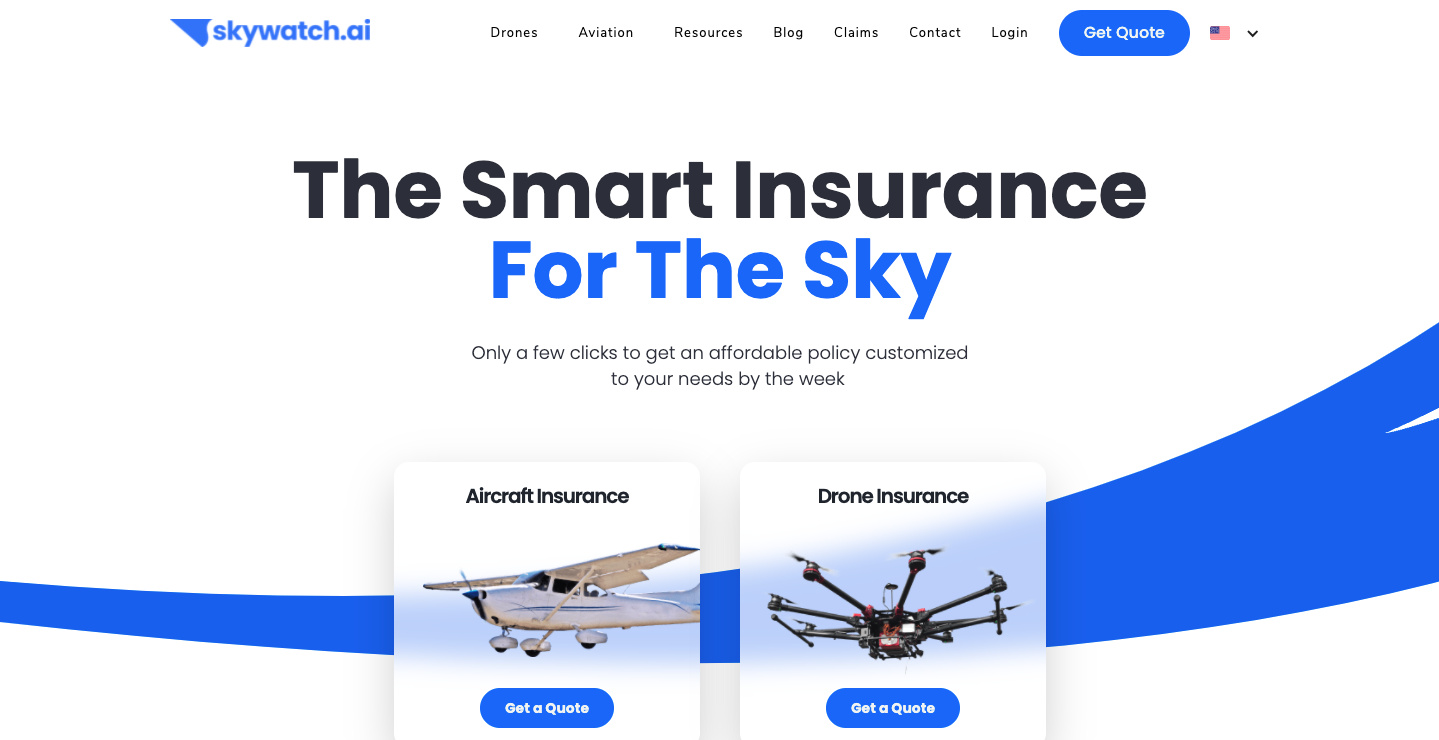 skywatch.ai
Drones Aviation Resources Blog Claims Contact Login Get Quote
The Smart Insurance
For The Sky
Only a few clicks to get an affordable policy customized
to your needs by the week
Aircraft Insurance
Get a Quote
Drone Insurance
Get a Quote